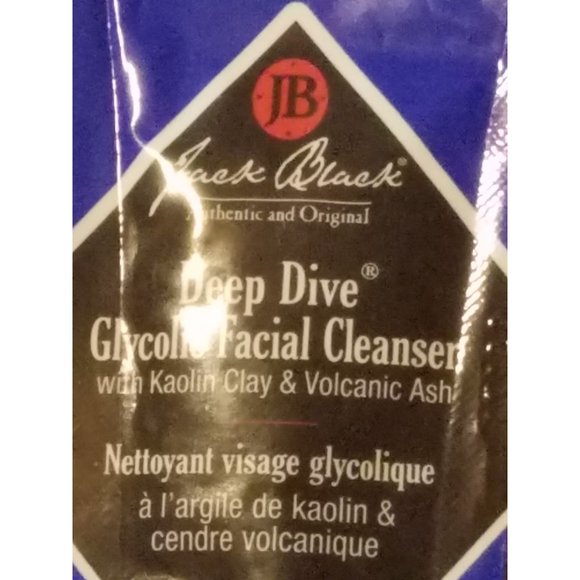 JB
Jack Black®
Authentic and Original
Deep Dive®
Glycolic Facial Cleanser
with Kaolin Clay & Volcanic Ash
Nettoyant visage glycolique
à l'argile de kaolin &
cendre volcanique